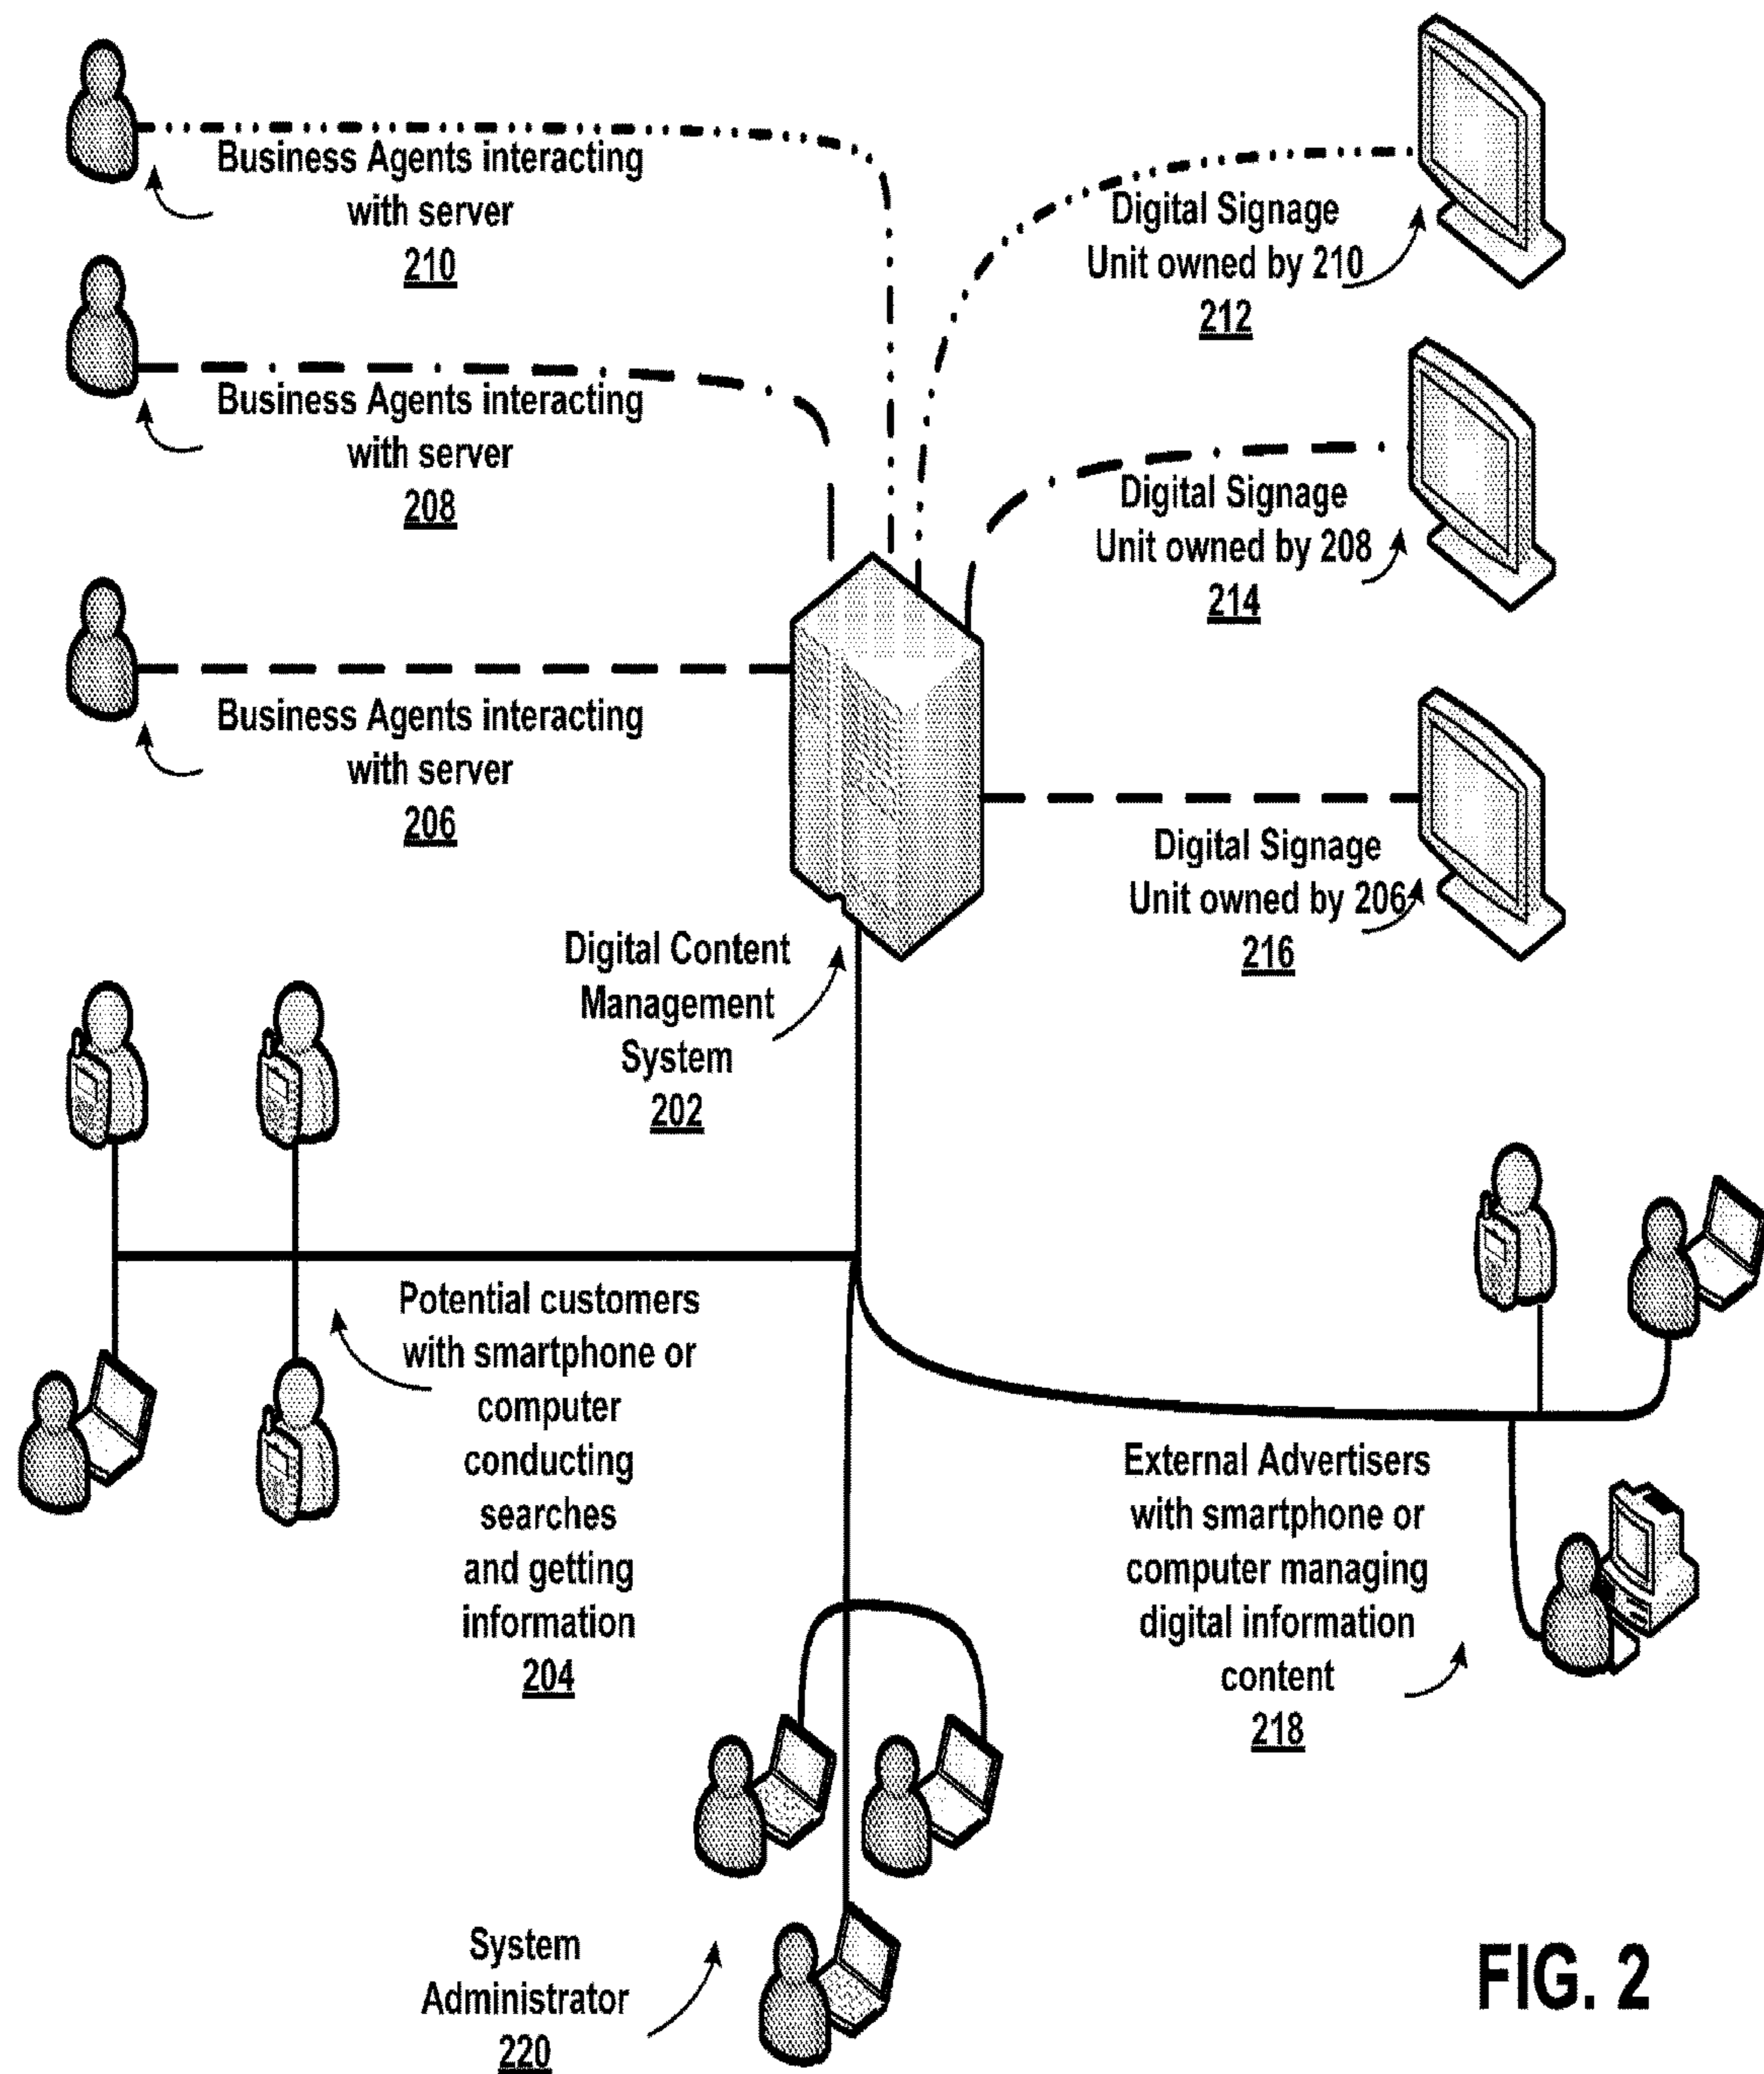 Business Agents interacting
with server
210
Digital Signage
Unit owned by 210
212
Business Agents interacting
with server
208
Digital Signage
Unit owned by 208
214
Business Agents interacting
with server
206
Digital Signage
Unit owned by 206
216
Digital Content
Management
System
202
Potential customers
with smartphone or
computer
conducting
searches
and getting
information
204
External Advertisers
with smartphone or
computer managing
digital information
content
218
System
Administrator
220
FIG. 2